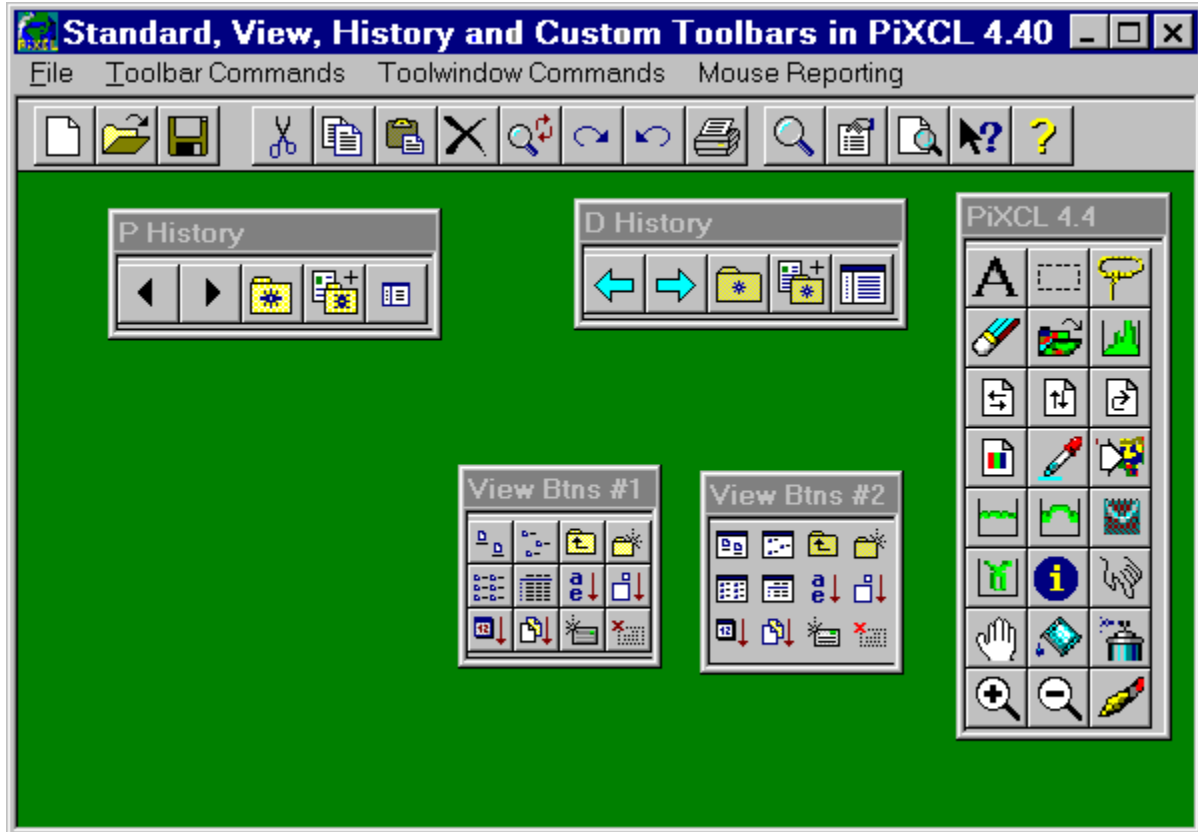 Standard, View, History and Custom Toolbars in PiXCL 4.40
File Toolbar Commands Toolwindow Commands Mouse Reporting
P History
D History
PiXCL 4.4
View Btns #1
View Btns #2